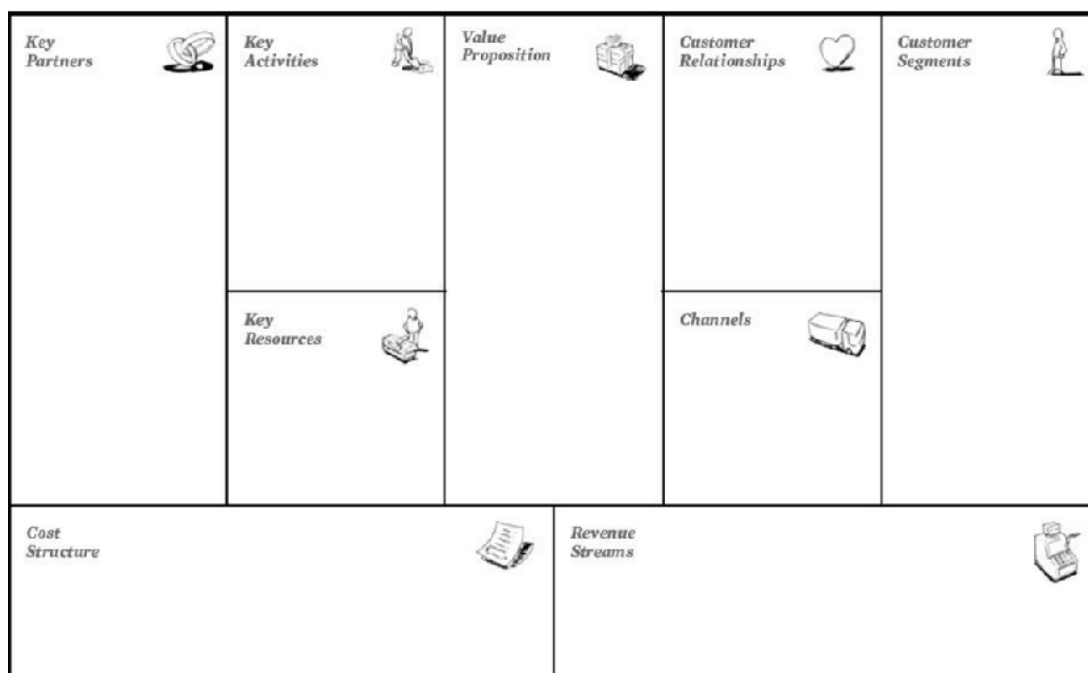 Key
Partners
Key
Activities
Value
Proposition
Customer
Relationships
Customer
Segments
Key
Resources
Channels
Cost
Structure
Revenue
Streams